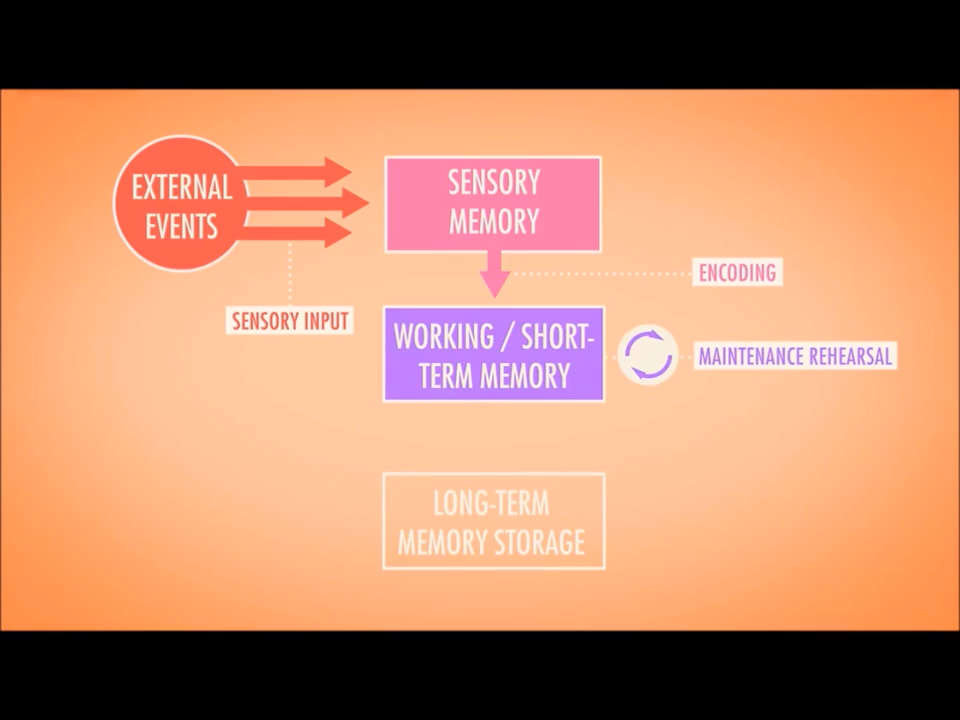 EXTERNAL
EVENTS
SENSORY
MEMORY
ENCODING
SENSORY INPUT
WORKING / SHORT-
TERM MEMORY
MAINTENANCE REHEARSAL
LONG-TERM
MEMORY STORAGE